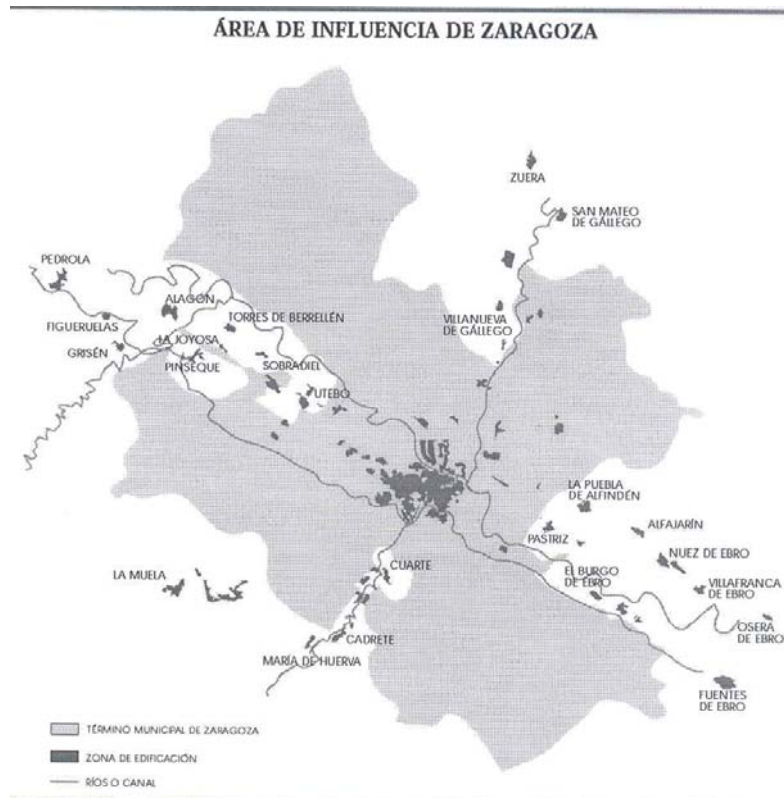 ÁREA DE INFLUENCIA DE ZARAGOZA
ZUERA
SAN MATEO
DE GÁLLEGO
PEDROLA
ALAGÓN
TORRES DE BERRELLÉN
VILLANUEVA
DE GÁLLEGO
FIGUERUELAS
LA JOYOSA
GRISÉN
PINSEQUE
SOBRADIEL
UTEBO
LA PUEBLA
DE ALFINDÉN
ALFAJARÍN
PASTRIZ
NUEZ DE EBRO
CUARTE
EL BURGO
DE EBRO
LA MUELA
VILLAFRANCA
DE EBRO
OSERA
DE EBRO
CADRETE
MARÍA DE HUERVA
FUENTES
DE EBRO
TÉRMINO MUNICIPAL DE ZARAGOZA
ZONA DE EDIFICACIÓN
RÍOS O CANAL